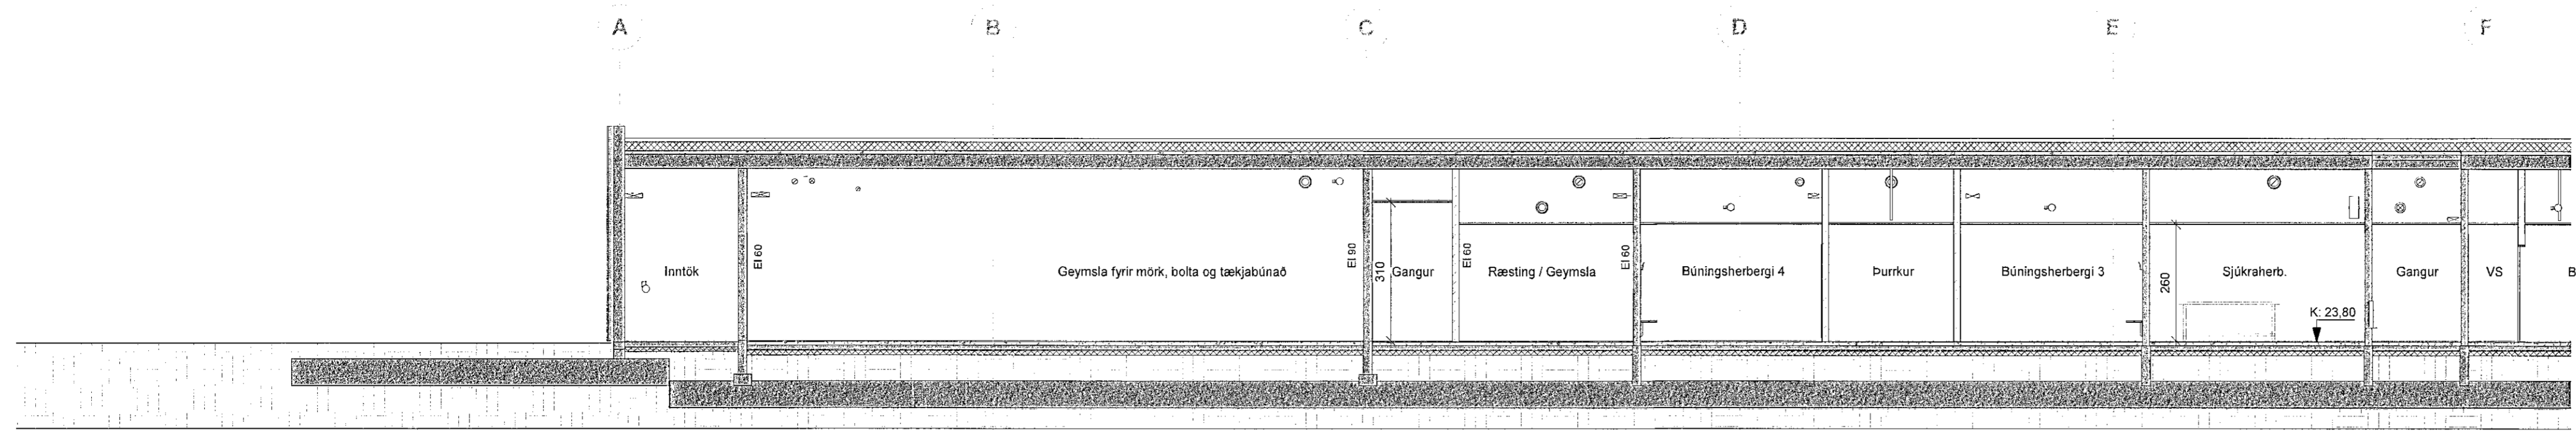 A
B
C
D
E
F
Inntök
EI 60
Geymsla fyrir mörk, bolta og tækjabúnað
EI 90
310
Gangur
EI 60
Ræsting / Geymsla
EI 60
Búningsherbergi 4
Þurrkur
Búningsherbergi 3
260
Sjúkraherb.
K: 23,80
Gangur
VS
B